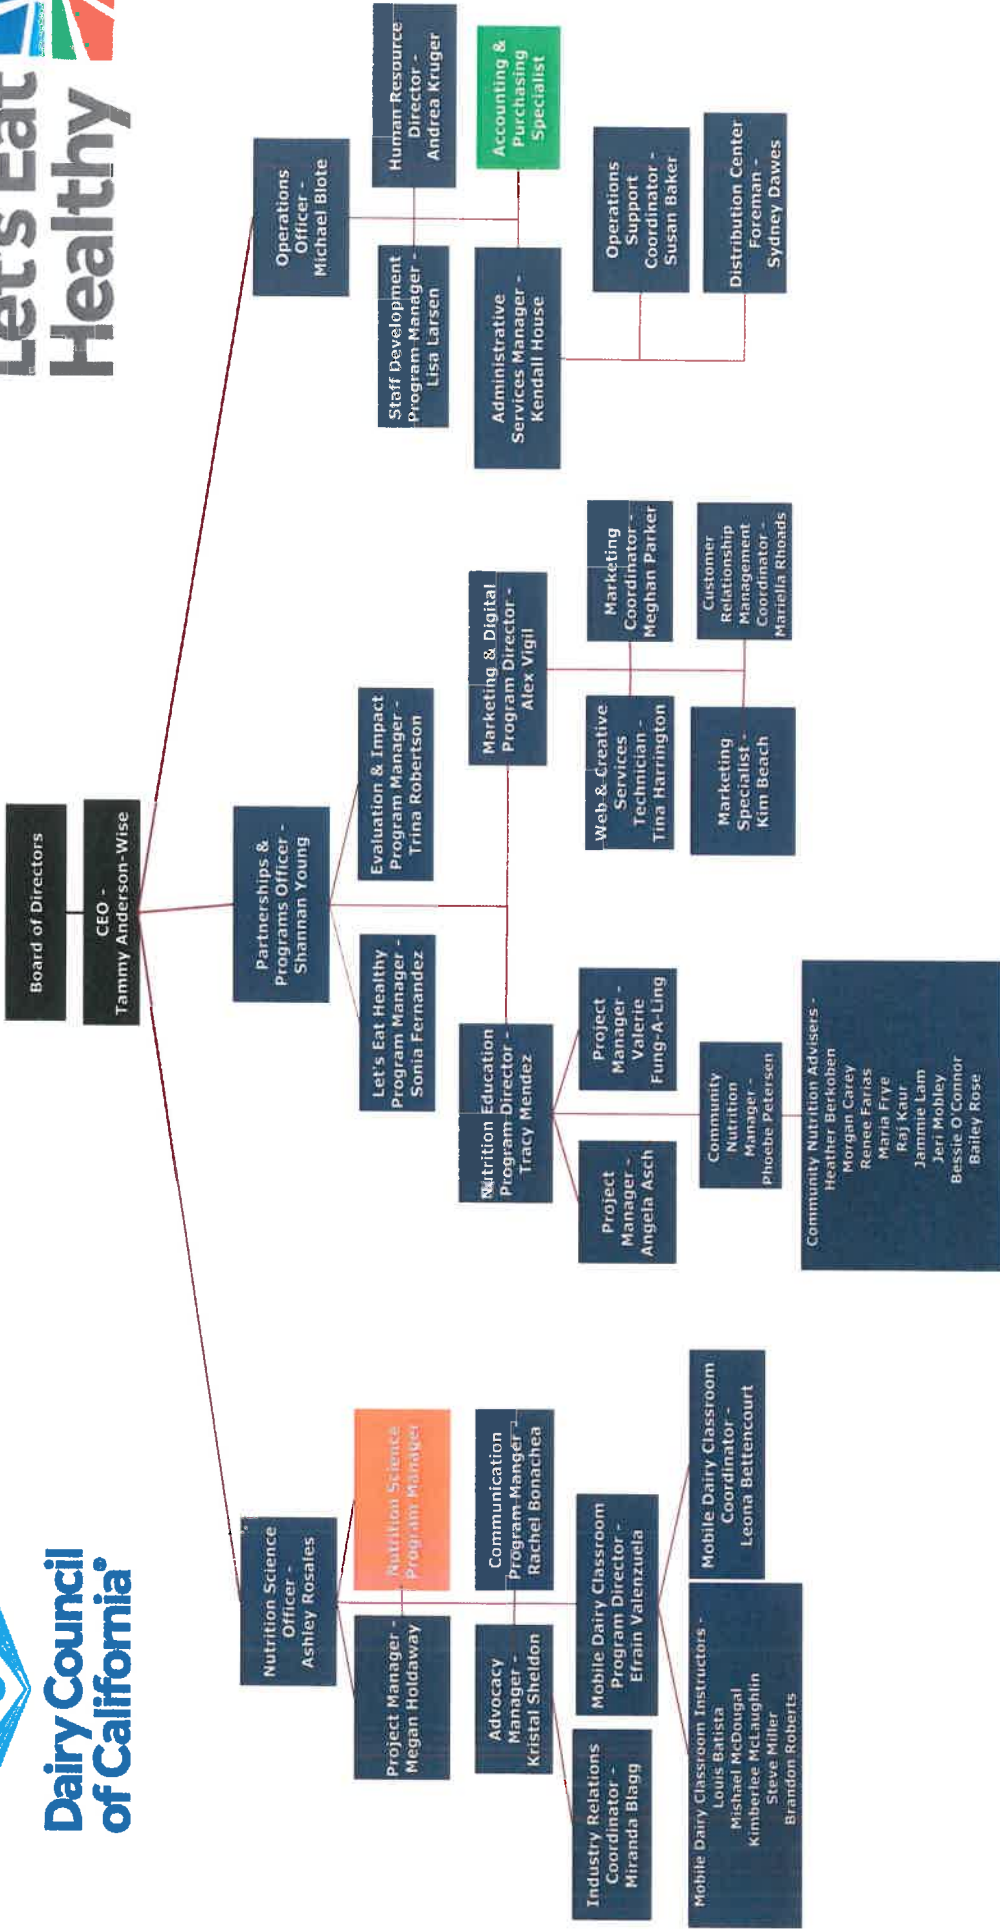 Dairy Council
of California®
Let's Eat
Healthy
Board of Directors
CEO -
Tammy Anderson-Wise
Nutrition Science
Officer -
Ashley Rosales
Project Manager -
Megan Holdaway
Nutrition Science
Program Manager
Advocacy
Manager -
Kristal Sheldon
Communication
Program Manger -
Rachel Bonachea
Industry Relations
Coordinator -
Miranda Blagg
Mobile Dairy Classroom
Program Director -
Efrain Valenzuela
Mobile Dairy Classroom Instructors -
Louis Batista
Mishael McDougal
Kimberlee McLaughlin
Steve Miller
Brandon Roberts
Mobile Dairy Classroom
Coordinator -
Leona Bettencourt
Partnerships &
Programs Officer -
Shannan Young
Let's Eat Healthy
Program Manager -
Sonia Fernandez
Evaluation & Impact
Program Manager -
Trina Robertson
Nutrition Education
Program Director -
Tracy Mendez
Project
Manager -
Angela Asch
Project
Manager -
Valerie
Fung-A-Ling
Community
Nutrition
Manager -
Phoebe Petersen
Community Nutrition Advisers -
Heather Berkoben
Morgan Carey
Renee Farias
Maria Frye
Raj Kaur
Jammie Lam
Jeri Mobley
Bessie O'Connor
Bailey Rose
Marketing & Digital
Program Director -
Alex Vigil
Web & Creative
Services
Technician -
Tina Harrington
Marketing
Coordinator -
Meghan Parker
Marketing
Specialist -
Kim Beach
Customer
Relationship
Management
Coordinator -
Mariella Rhoads
Operations
Officer -
Michael Blote
Staff Development
Program Manager -
Lisa Larsen
Human Resource
Director -
Andrea Kruger
Administrative
Services Manager -
Kendall House
Accounting &
Purchasing
Specialist
Operations
Support
Coordinator -
Susan Baker
Distribution Center
Foreman -
Sydney Dawes